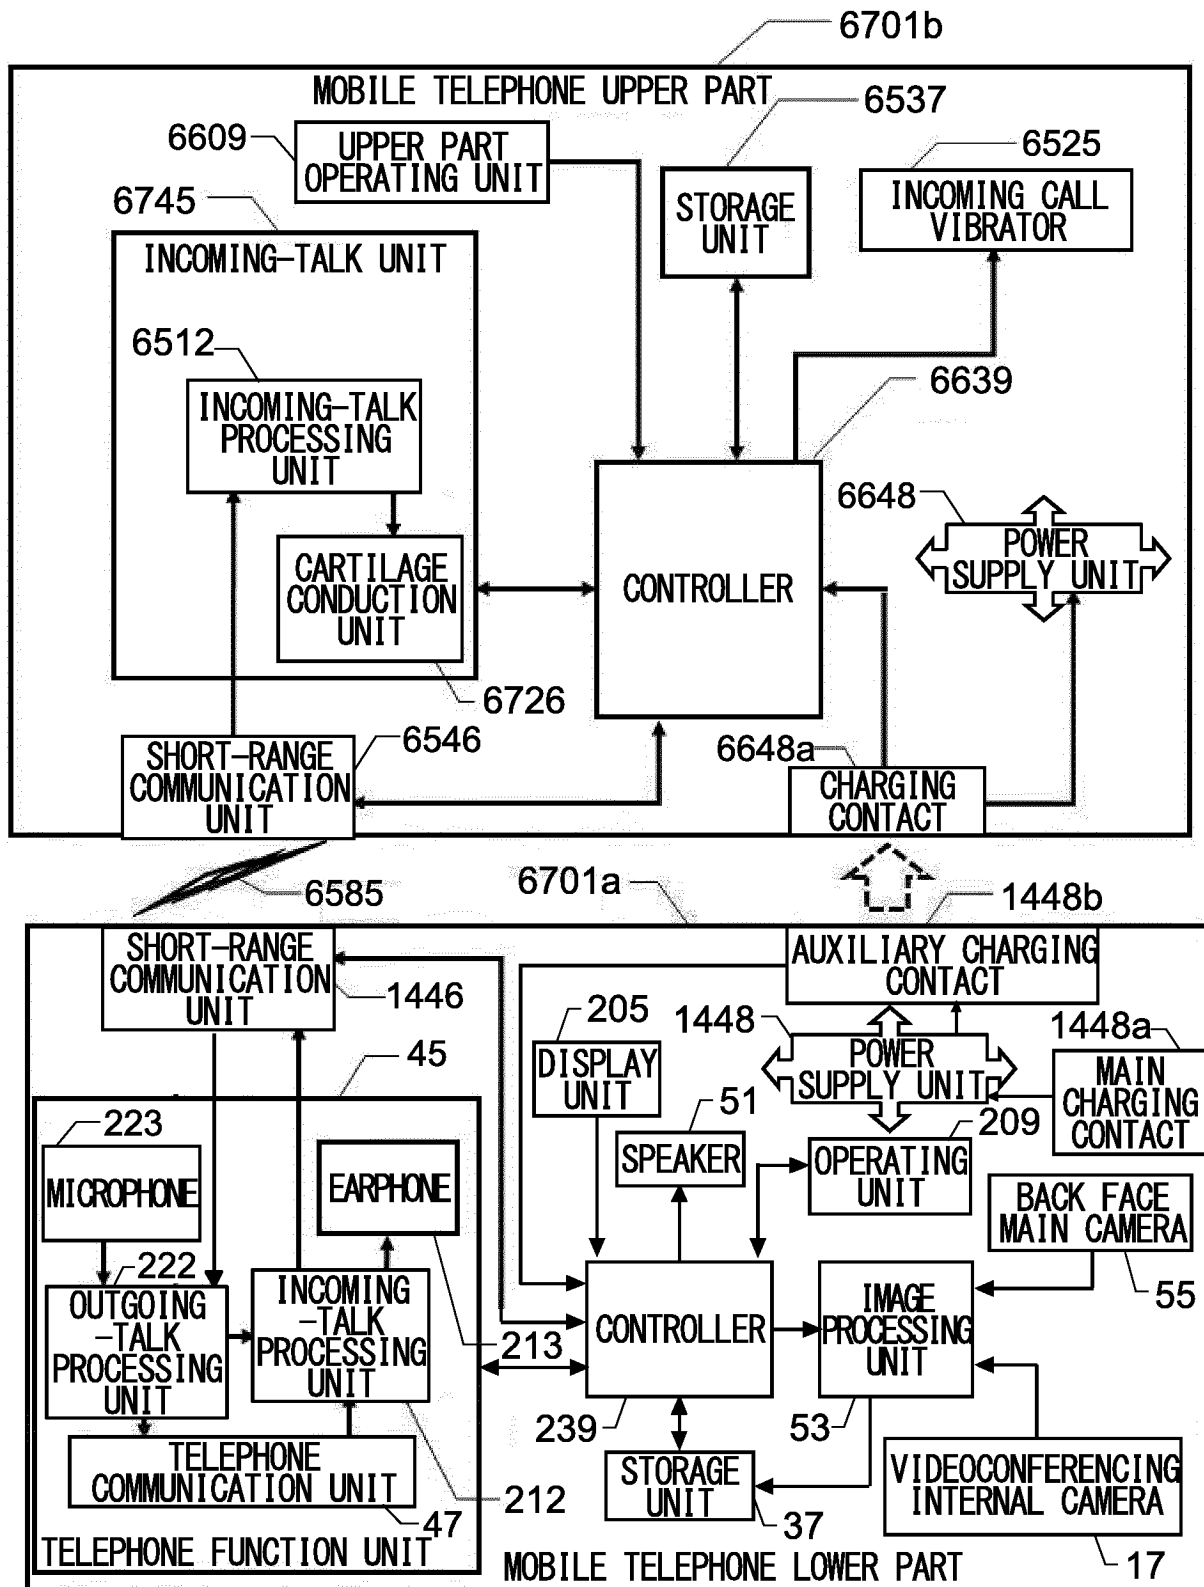 6701b
MOBILE TELEPHONE UPPER PART
6609
UPPER PART
OPERATING UNIT
6537
STORAGE
UNIT
6525
INCOMING CALL
VIBRATOR
6745
INCOMING-TALK UNIT
6512
INCOMING-TALK
PROCESSING
UNIT
CARTILAGE
CONDUCTION
UNIT
6726
6639
CONTROLLER
6648
POWER
SUPPLY UNIT
6546
SHORT-RANGE
COMMUNICATION
UNIT
6648a
CHARGING
CONTACT
6585
6701a
1448b
SHORT-RANGE
COMMUNICATION
UNIT
1446
AUXILIARY CHARGING
CONTACT
205
DISPLAY
UNIT
1448
POWER
SUPPLY UNIT
1448a
MAIN
CHARGING
CONTACT
45
51
SPEAKER
209
OPERATING
UNIT
223
MICROPHONE
EARPHONE
213
BACK FACE
MAIN CAMERA
55
222
OUTGOING
-TALK
PROCESSING
UNIT
INCOMING
-TALK
PROCESSING
UNIT
212
CONTROLLER
239
IMAGE
PROCESSING
UNIT
53
TELEPHONE
COMMUNICATION UNIT
47
STORAGE
UNIT
37
VIDEOCONFERENCING
INTERNAL CAMERA
17
TELEPHONE FUNCTION UNIT
MOBILE TELEPHONE LOWER PART